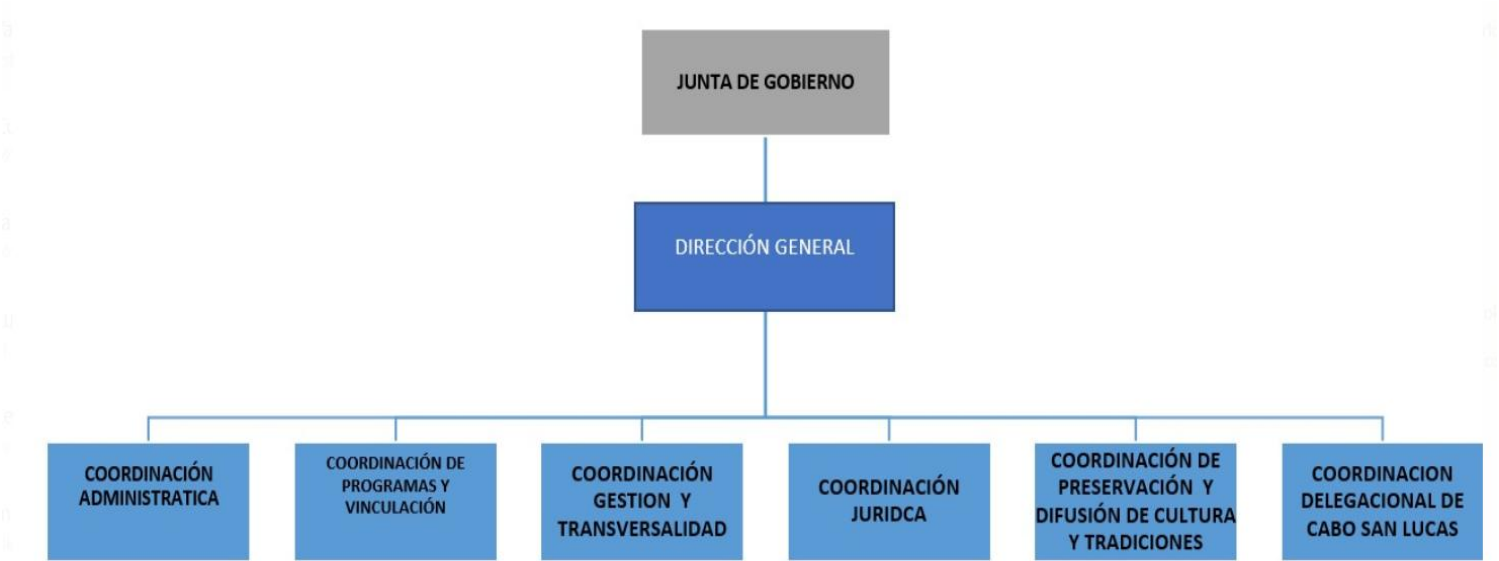 JUNTA DE GOBIERNO
DIRECCIÓN GENERAL
COORDINACIÓN
ADMINISTRATICA
COORDINACIÓN DE
PROGRAMAS Y
VINCULACIÓN
COORDINACIÓN
GESTION Y
TRANSVERSALIDAD
COORDINACIÓN
JURIDCA
COORDINACIÓN DE
PRESERVACIÓN Y
DIFUSIÓN DE CULTURA
Y TRADICIONES
COORDINACION
DELEGACIONAL DE
CABO SAN LUCAS